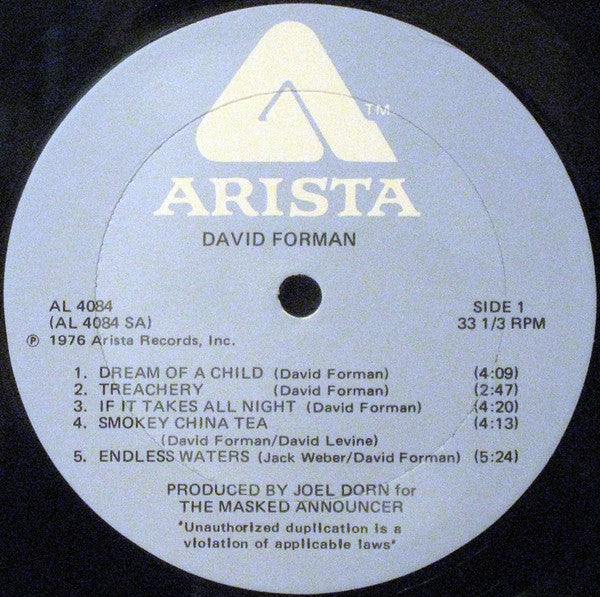 TM
ARISTA
DAVID FORMAN
AL 4084 SIDE 1
(AL 4084 SA) 33 1/3 RPM
℗ 1976 Arista Records, Inc.
1. DREAM OF A CHILD (David Forman) (4:09)
2. TREACHERY (David Forman) (2:47)
3. IF IT TAKES ALL NIGHT (David Forman) (4:20)
4. SMOKEY CHINA TEA (4:13)
(David Forman/David Levine)
5. ENDLESS WATERS (Jack Weber/David Forman) (5:24)
PRODUCED BY JOEL DORN for
THE MASKED ANNOUNCER
"Unauthorized duplication is a
violation of applicable laws"